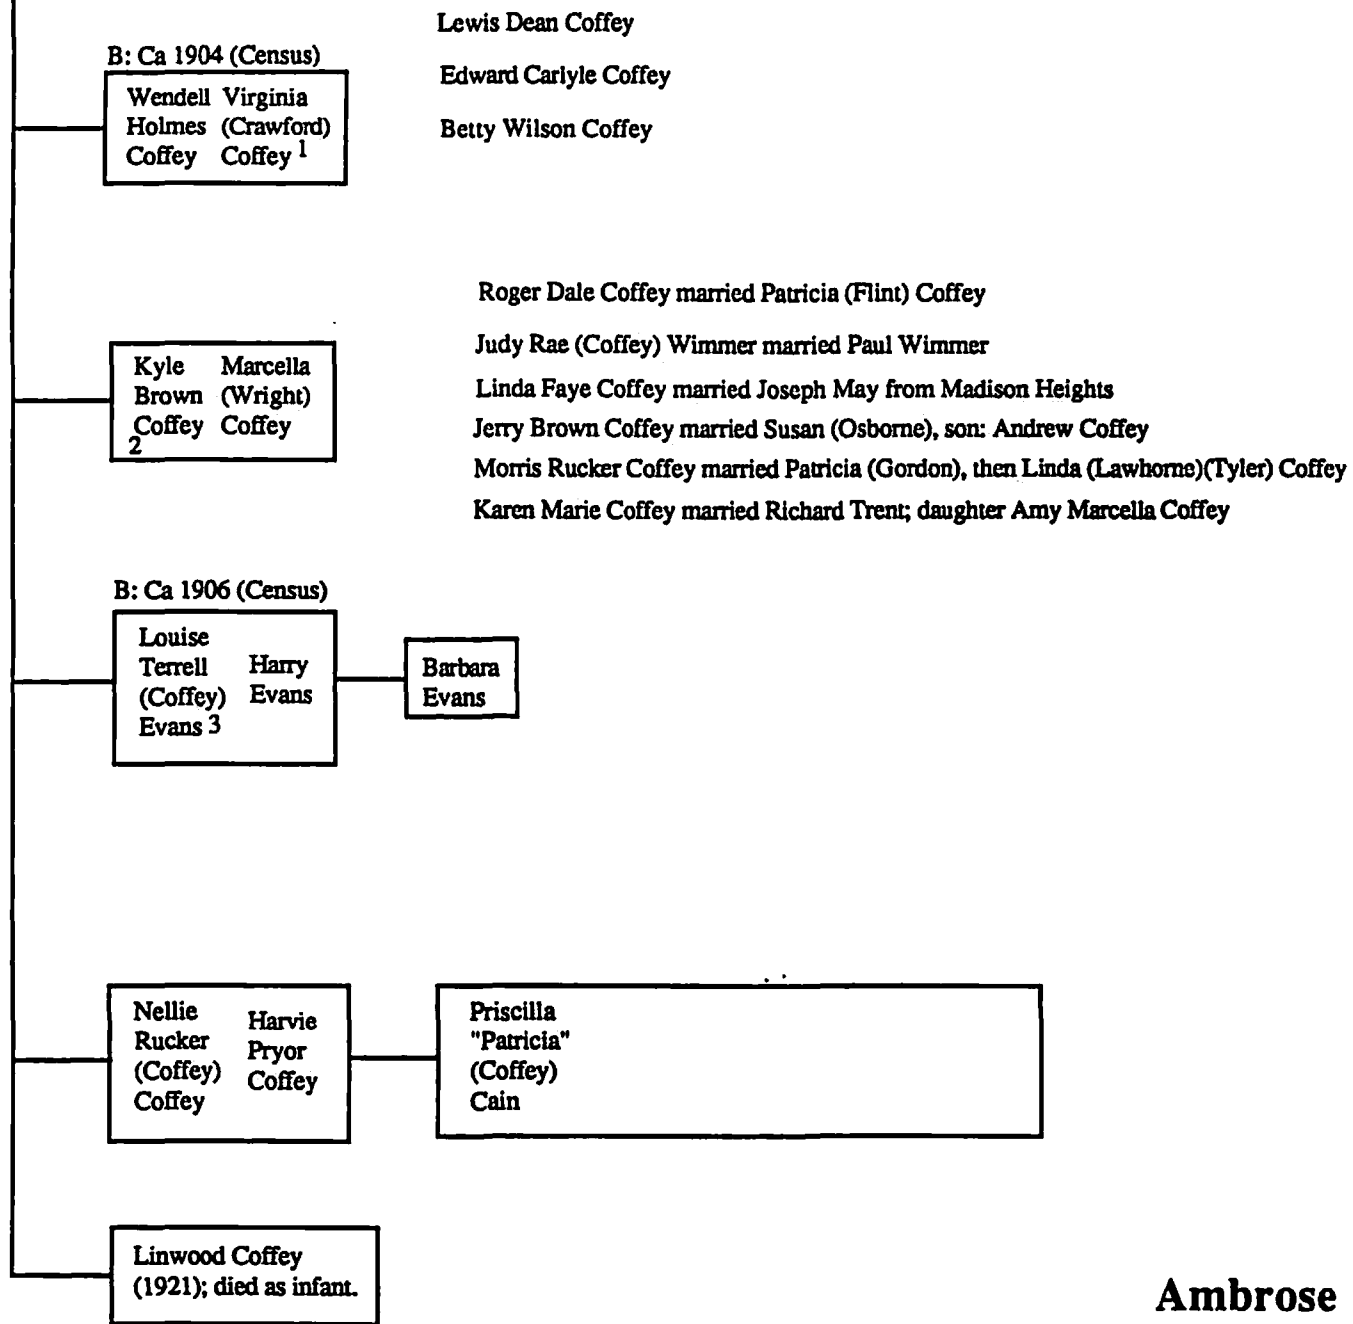 Lewis Dean Coffey
B: Ca 1904 (Census)
Edward Carlyle Coffey
Wendell Virginia
Holmes (Crawford)
Coffey Coffey 1
Betty Wilson Coffey
Roger Dale Coffey married Patricia (Flint) Coffey
Judy Rae (Coffey) Wimmer married Paul Wimmer
Kyle Marcella
Brown (Wright)
Coffey Coffey
2
Linda Faye Coffey married Joseph May from Madison Heights
Jerry Brown Coffey married Susan (Osborne), son: Andrew Coffey
Morris Rucker Coffey married Patricia (Gordon), then Linda (Lawhorne)(Tyler) Coffey
Karen Marie Coffey married Richard Trent; daughter Amy Marcella Coffey
B: Ca 1906 (Census)
Louise
Terrell
(Coffey)
Evans 3
Harry
Evans
Barbara
Evans
Nellie
Rucker
(Coffey)
Coffey
Harvie
Pryor
Coffey
Priscilla
"Patricia"
(Coffey)
Cain
Linwood Coffey
(1921); died as infant.
Ambrose